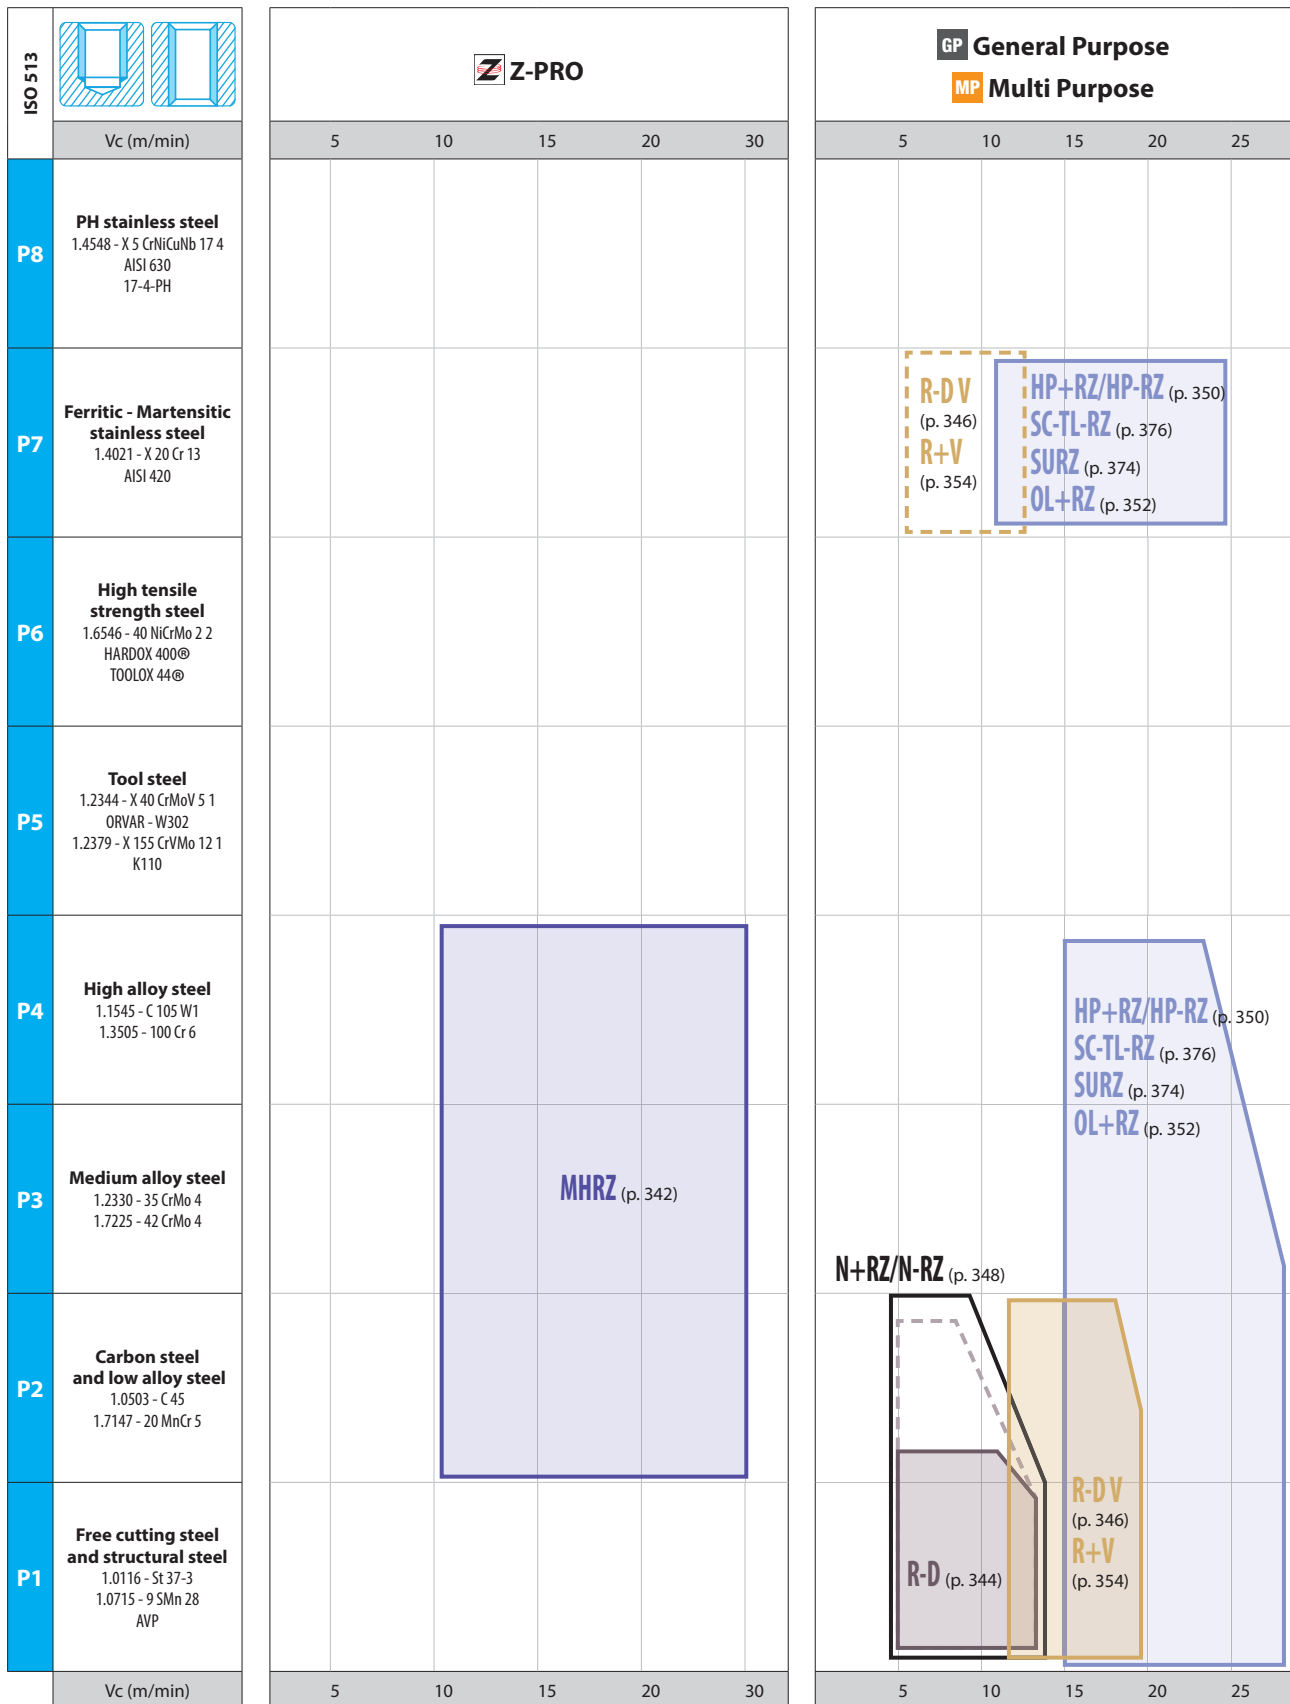 ISO 513
Z Z-PRO
GP General Purpose
MP Multi Purpose
Vc (m/min)
5 10 15 20 30
5 10 15 20 25
P8
PH stainless steel
1.4548 - X 5 CrNiCuNb 17 4
AISI 630
17-4-PH
P7
Ferritic - Martensitic
stainless steel
1.4021 - X 20 Cr 13
AISI 420
R-D V
(p. 346)
R+V
(p. 354)
HP+RZ/HP-RZ (p. 350)
SC-TL-RZ (p. 376)
SURZ (p. 374)
OL+RZ (p. 352)
P6
High tensile
strength steel
1.6546 - 40 NiCrMo 2 2
HARDOX 400®
TOOLOX 44®
P5
Tool steel
1.2344 - X 40 CrMoV 5 1
ORVAR - W302
1.2379 - X 155 CrVMo 12 1
K110
P4
High alloy steel
1.1545 - C 105 W1
1.3505 - 100 Cr 6
HP+RZ/HP-RZ (p. 350)
SC-TL-RZ (p. 376)
SURZ (p. 374)
OL+RZ (p. 352)
P3
Medium alloy steel
1.2330 - 35 CrMo 4
1.7225 - 42 CrMo 4
MHRZ (p. 342)
N+RZ/N-RZ (p. 348)
P2
Carbon steel
and low alloy steel
1.0503 - C 45
1.7147 - 20 MnCr 5
P1
Free cutting steel
and structural steel
1.0116 - St 37-3
1.0715 - 9 SMn 28
AVP
R-D (p. 344)
R-D V
(p. 346)
R+V
(p. 354)
Vc (m/min)
5 10 15 20 30
5 10 15 20 25